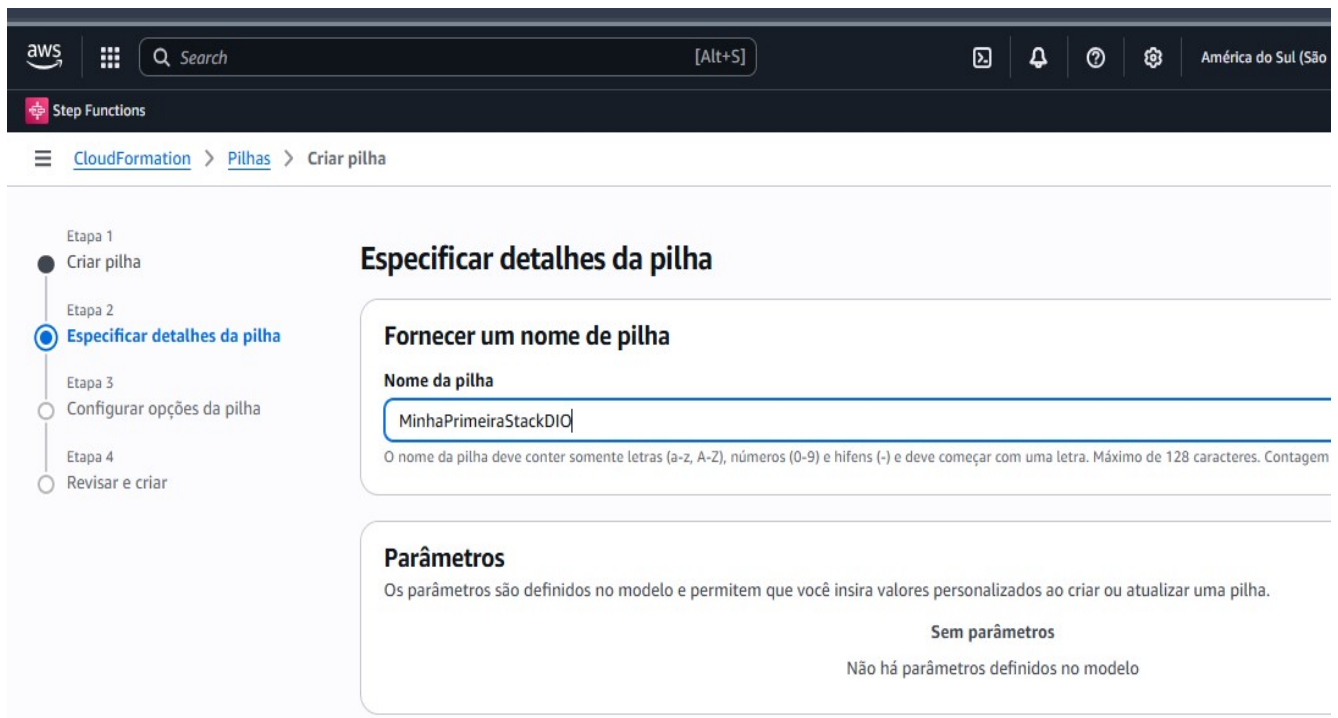 aws
Search [Alt+S]
América do Sul (São
Step Functions
CloudFormation > Pilhas > Criar pilha
Etapa 1
Criar pilha
Etapa 2
Especificar detalhes da pilha
Etapa 3
Configurar opções da pilha
Etapa 4
Revisar e criar
Especificar detalhes da pilha
Fornecer um nome de pilha
Nome da pilha
MinhaPrimeiraStackDIO
O nome da pilha deve conter somente letras (a-z, A-Z), números (0-9) e hifens (-) e deve começar com uma letra. Máximo de 128 caracteres. Contagem
Parâmetros
Os parâmetros são definidos no modelo e permitem que você insira valores personalizados ao criar ou atualizar uma pilha.
Sem parâmetros
Não há parâmetros definidos no modelo